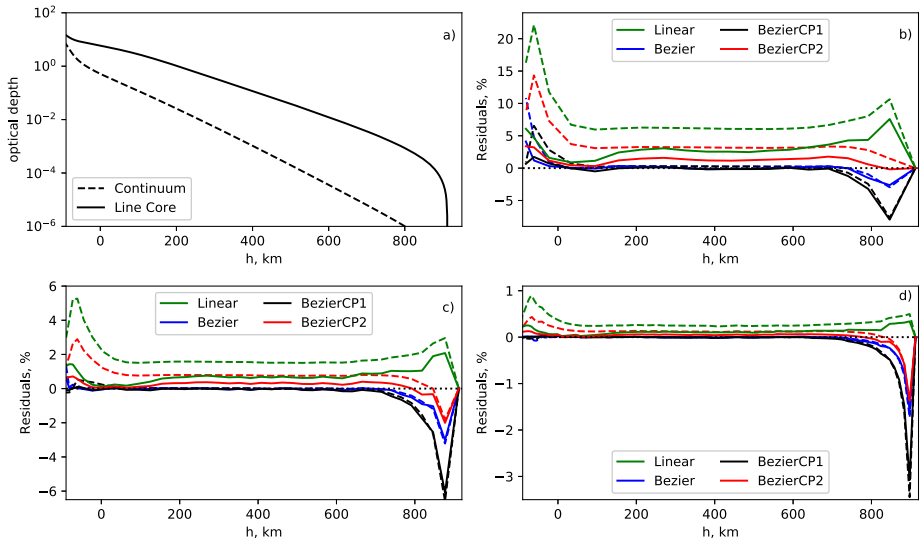 10² 20
a) b)
10⁰ 15
Linear BezierCP1
Bezier BezierCP2
optical depth Residuals, %
10⁻² 10
5
10⁻⁴ 0
Continuum
Line Core
10⁻⁶ −5
0 200 400 600 800 0 200 400 600 800
h, km h, km
6 1
c) d)
Linear BezierCP1
Bezier BezierCP2
4 0
2
Residuals, % Residuals, %
0 −1
−2 −2
−4
Linear BezierCP1
Bezier BezierCP2
−6 −3
0 200 400 600 800 0 200 400 600 800
h, km h, km